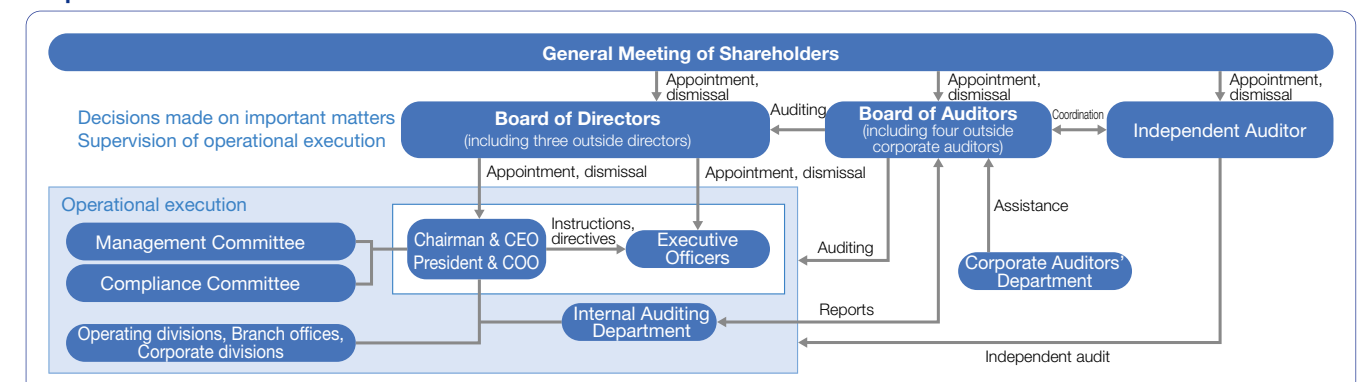 General Meeting of Shareholders
Appointment,
dismissal
Appointment,
dismissal
Appointment,
dismissal
Decisions made on important matters
Supervision of operational execution
Board of Directors
(including three outside directors)
Auditing
Board of Auditors
(including four outside
corporate auditors)
Coordination
Independent Auditor
Appointment, dismissal
Appointment, dismissal
Operational execution
Management Committee
Compliance Committee
Chairman & CEO
President & COO
Instructions,
directives
Executive
Officers
Auditing
Assistance
Corporate Auditors'
Department
Operating divisions, Branch offices,
Corporate divisions
Internal Auditing
Department
Reports
Independent audit